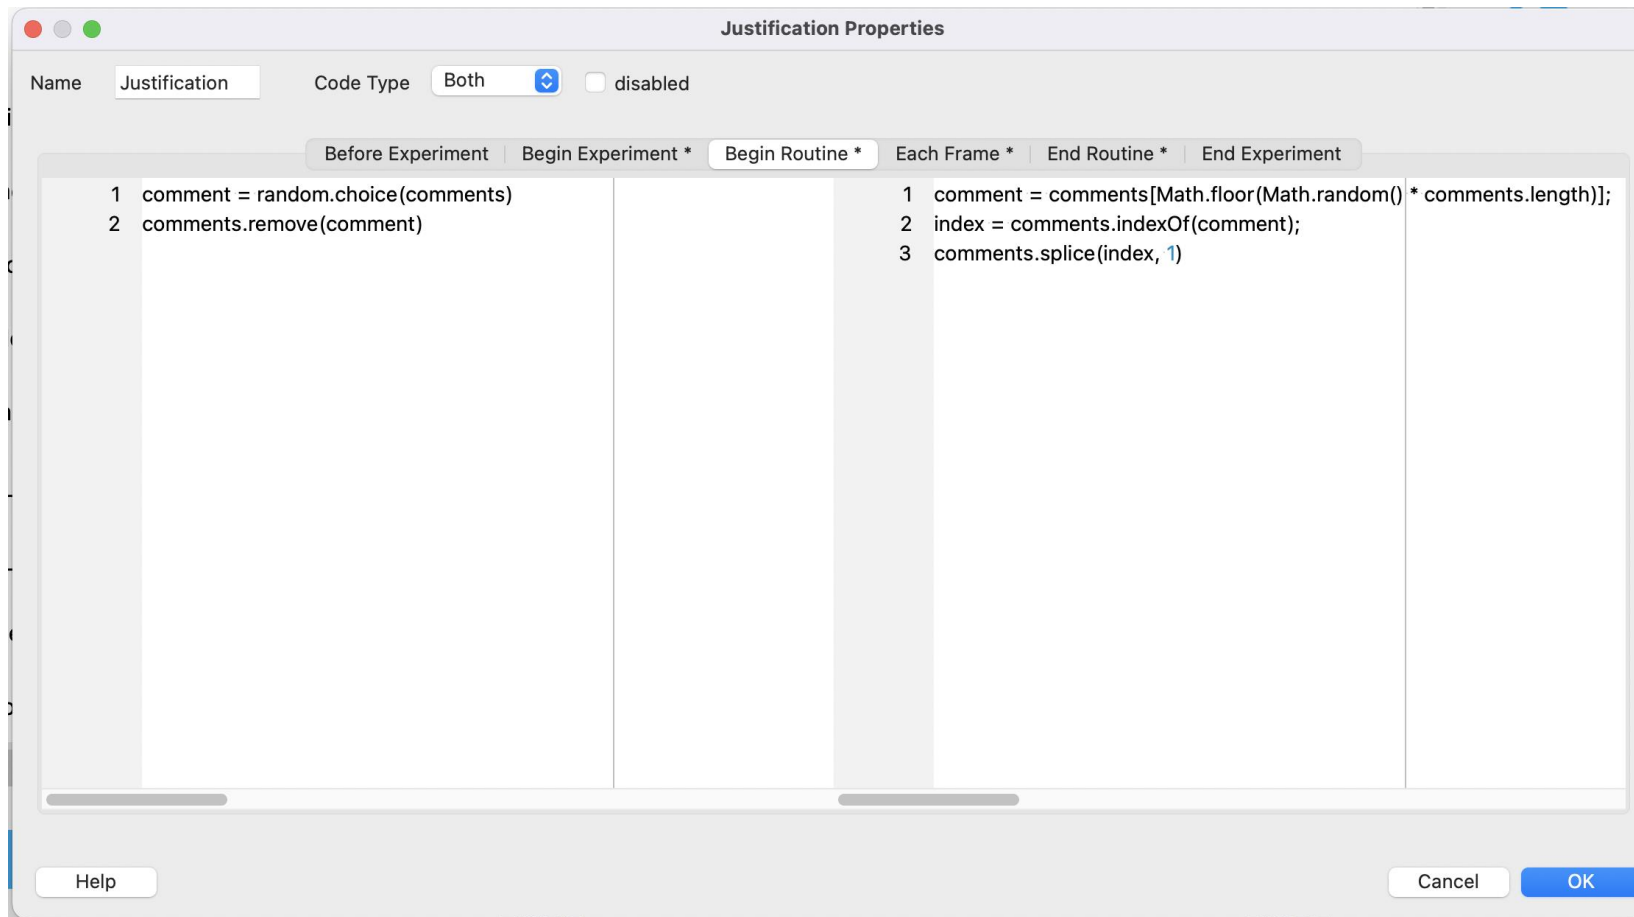 Justification Properties
Name Justification Code Type Both disabled
Before Experiment Begin Experiment * Begin Routine * Each Frame * End Routine * End Experiment
1 comment = random.choice(comments)
2 comments.remove(comment)
1 comment = comments[Math.floor(Math.random() * comments.length)];
2 index = comments.indexOf(comment);
3 comments.splice(index, 1)
Help Cancel OK